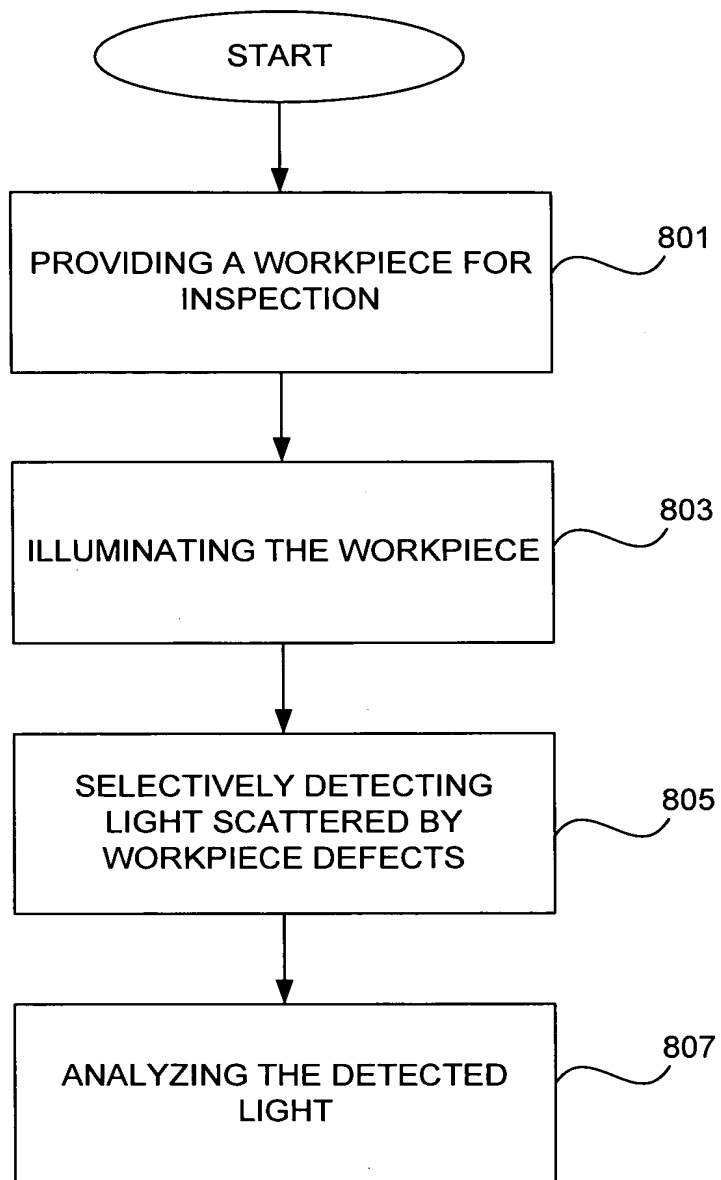 START
PROVIDING A WORKPIECE FOR
INSPECTION
801
ILLUMINATING THE WORKPIECE
803
SELECTIVELY DETECTING
LIGHT SCATTERED BY
WORKPIECE DEFECTS
805
ANALYZING THE DETECTED
LIGHT
807